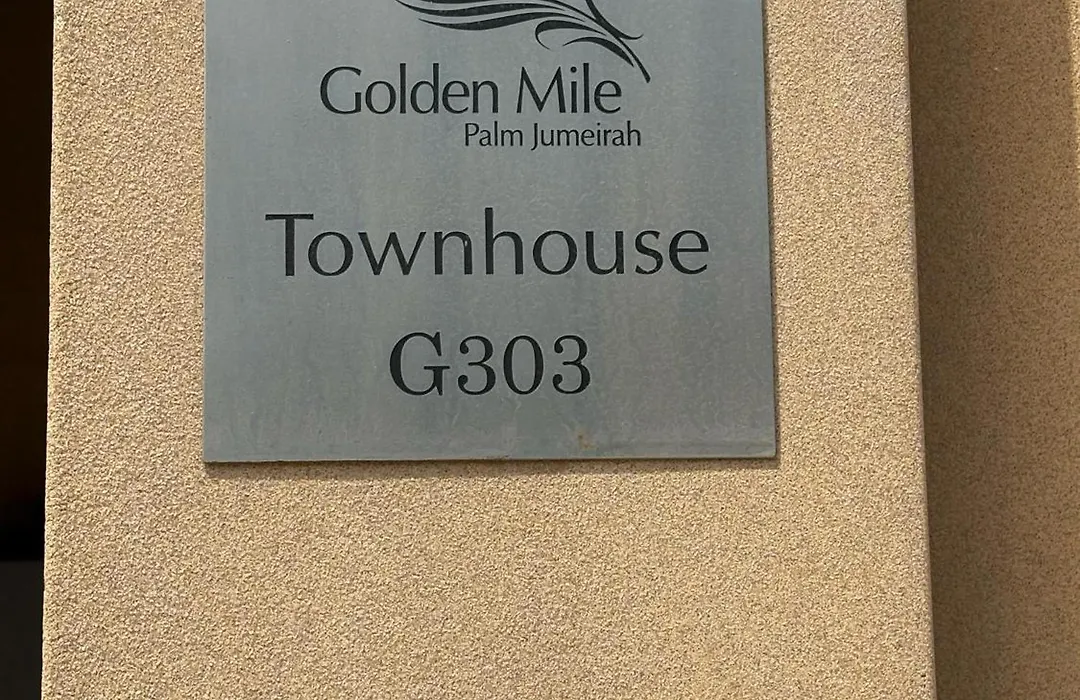 Golden Mile
Palm Jumeirah
Townhouse
G303